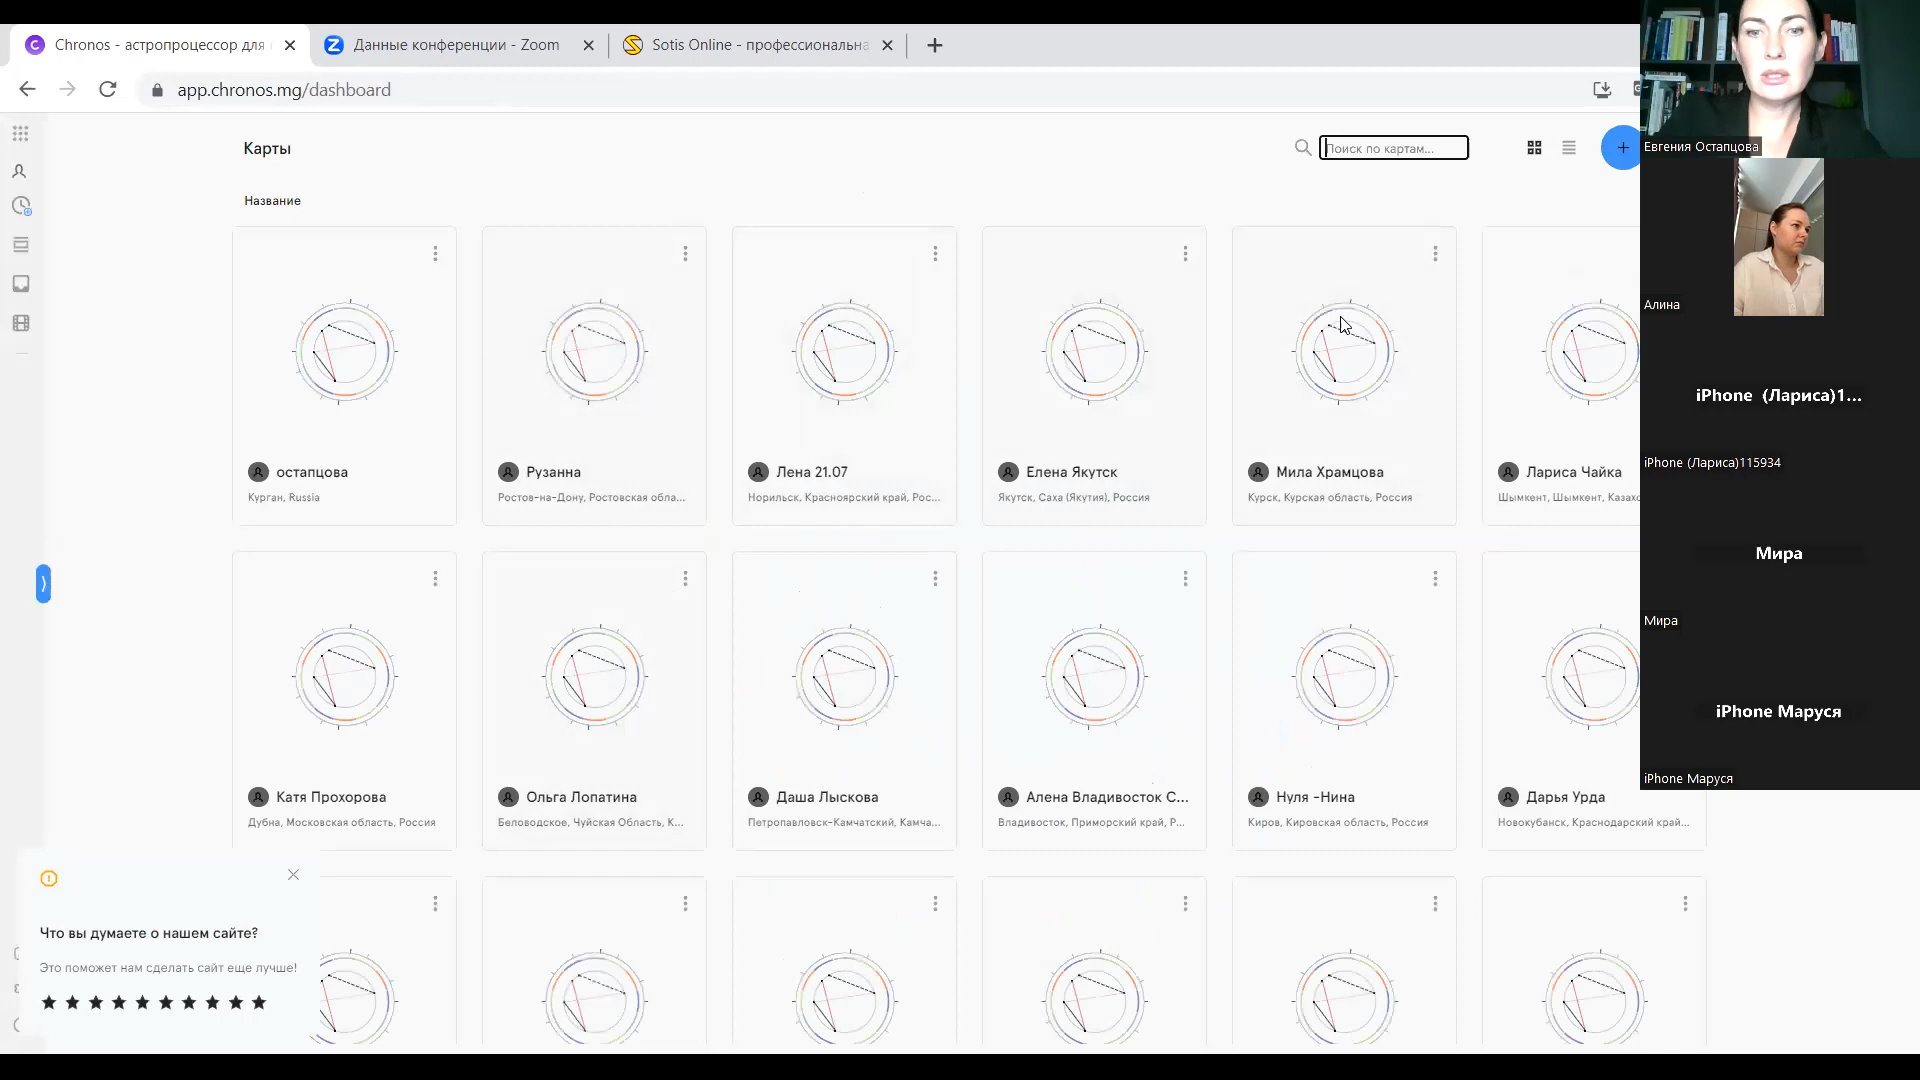 Chronos - астропроцессор для
Данные конференции - Zoom
Sotis Online - профессиональна
app.chronos.mg/dashboard
Карты
Поиск по картам...
Название
остапцова
Курган, Russia
Рузанна
Ростов-на-Дону, Ростовская обла...
Лена 21.07
Норильск, Красноярский край, Рос...
Елена Якутск
Якутск, Саха (Якутия), Россия
Мила Храмцова
Курск, Курская область, Россия
Лариса Чайка
Шымкент, Шымкент, Казахс
Катя Прохорова
Дубна, Московская область, Россия
Ольга Лопатина
Беловодское, Чуйская Область, К...
Даша Лыскова
Петропавловск-Камчатский, Камча...
Алена Владивосток С...
Владивосток, Приморский край, Р...
Нуля -Нина
Киров, Кировская область, Россия
Дарья Урда
Новокубанск, Краснодарский край...
Что вы думаете о нашем сайте?
Это поможет нам сделать сайт еще лучше!
Евгения Остапцова
Алина
iPhone (Лариса)1...
iPhone (Лариса)115934
Мира
Мира
iPhone Маруся
iPhone Маруся